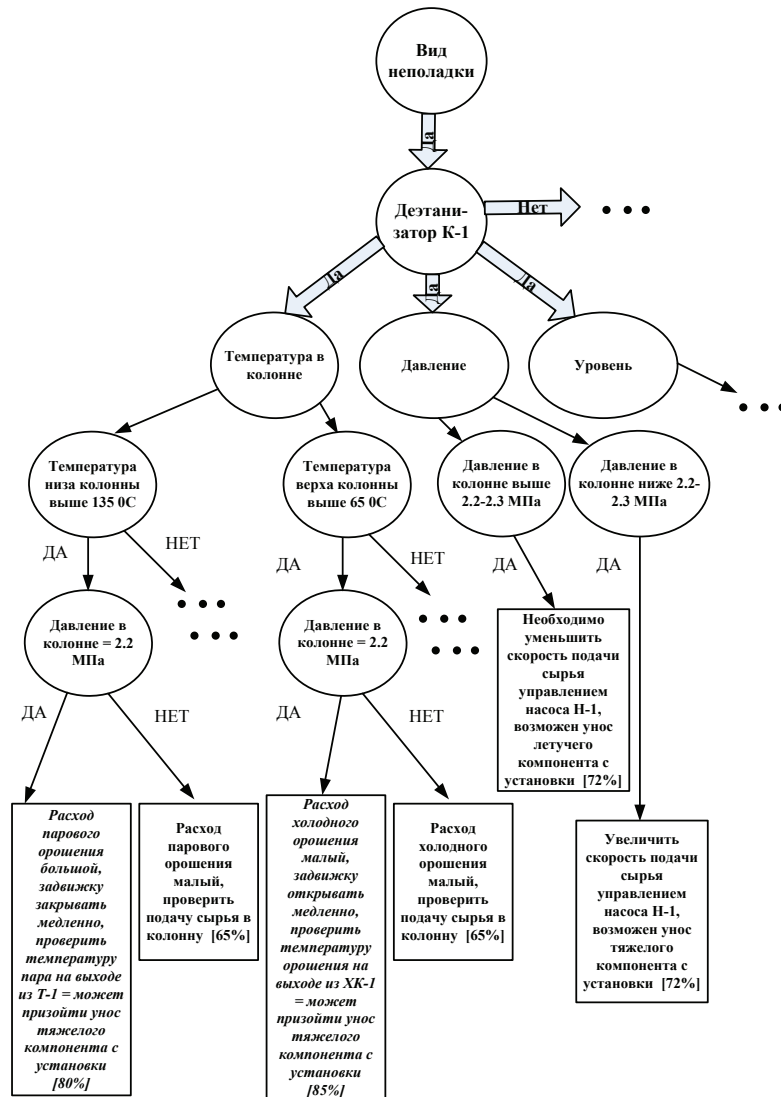 Вид
неполадки
Да
Деэтани-
затор К-1
Нет
• • •
Да
Да
Да
Температура в
колонне
Давление
Уровень
• • •
Температура
низа колонны
выше 135 0С
Температура
верха колонны
выше 65 0С
Давление в
колонне выше
2.2-2.3 МПа
Давление в
колонне ниже 2.2-
2.3 МПа
ДА
НЕТ
ДА
НЕТ
ДА
ДА
• • •
• • •
• • •
• • •
Давление в
колонне = 2.2
МПа
Давление в
колонне = 2.2
МПа
Необходимо
уменьшить
скорость подачи
сырья
управлением
насоса Н-1,
возможен унос
летучего
компонента с
установки [72%]
ДА
НЕТ
ДА
НЕТ
Расход
парового
орошения
большой,
задвижку
закрывать
медленно,
проверить
температуру
пара на выходе
из Т-1 = может
призойти унос
тяжелого
компонента с
установки
[80%]
Расход
парового
орошения
малый,
проверить
подачу сырья в
колонну [65%]
Расход
холодного
орошения
малый,
задвижку
открывать
медленно,
проверить
температуру
орошения на
выходе из ХК-1
= может
призойти унос
тяжелого
компонента с
установки
[85%]
Расход
холодного
орошения
малый,
проверить
подачу сырья в
колонну [65%]
Увеличить
скорость подачи
сырья
управлением
насоса Н-1,
возможен унос
тяжелого
компонента с
установки [72%]